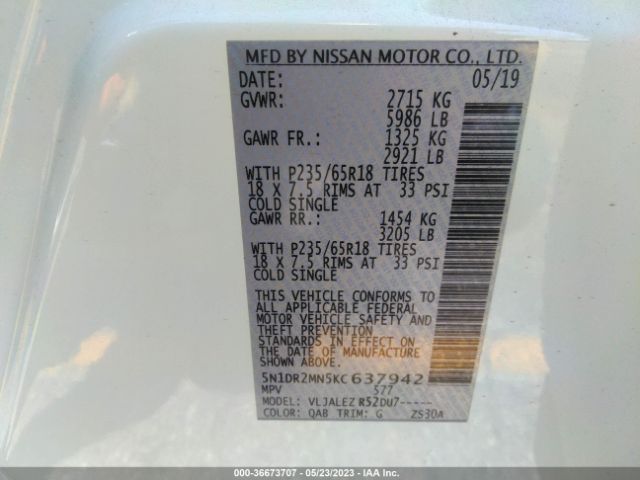 MFD BY NISSAN MOTOR CO., LTD.
DATE: 05/19
GVWR: 2715 KG
5986 LB
GAWR FR.: 1325 KG
2921 LB
WITH P235/65R18 TIRES
18 X 7.5 RIMS AT 33 PSI
COLD SINGLE
GAWR RR.: 1454 KG
3205 LB
WITH P235/65R18 TIRES
18 X 7.5 RIMS AT 33 PSI
COLD SINGLE
THIS VEHICLE CONFORMS TO
ALL APPLICABLE FEDERAL
MOTOR VEHICLE SAFETY AND
THEFT PREVENTION
STANDARDS IN EFFECT ON
THE DATE OF MANUFACTURE
SHOWN ABOVE.
5N1DR2MN5KC637942
MPV 577
MODEL: VLJALEZ R52DU7-----
COLOR: QAB TRIM: G ZS30A
000-36673707 - 05/23/2023 - IAA Inc.